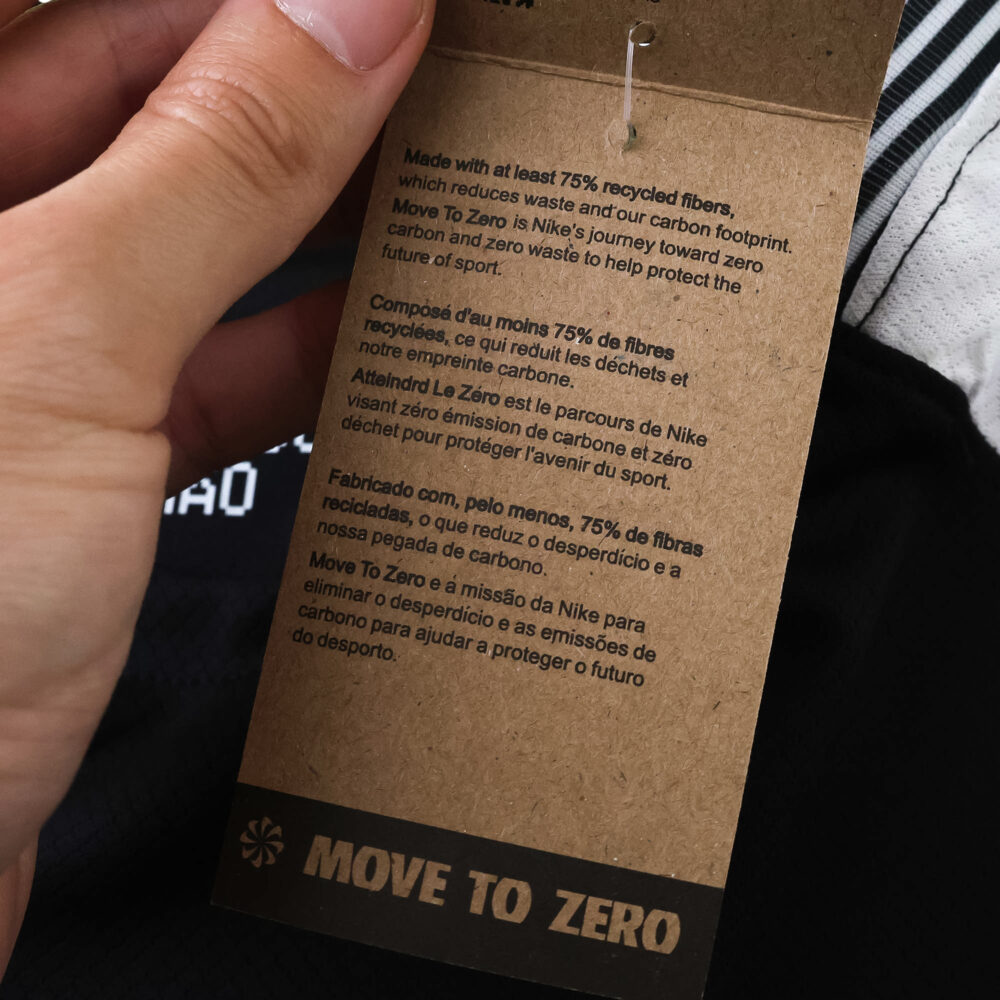 Made with at least 75% recycled fibers,
which reduces waste and our carbon footprint.
Move To Zero is Nike's journey toward zero
carbon and zero waste to help protect the
future of sport.
Composé d'au moins 75% de fibres
recyclées, ce qui reduit les déchets et
notre empreinte carbone.
Atteindrd Le Zéro est le parcours de Nike
visant zéro émission de carbone et zéro
déchet pour protéger l'avenir du sport.
Fabricado com, pelo menos, 75% de fibras
recicladas, o que reduz o desperdício e a
nossa pegada de carbono.
Move To Zero e á missão da Nike para
eliminar o desperdício e as emissões de
carbono para ajudar a proteger o futuro
do desporto.
MOVE TO ZERO